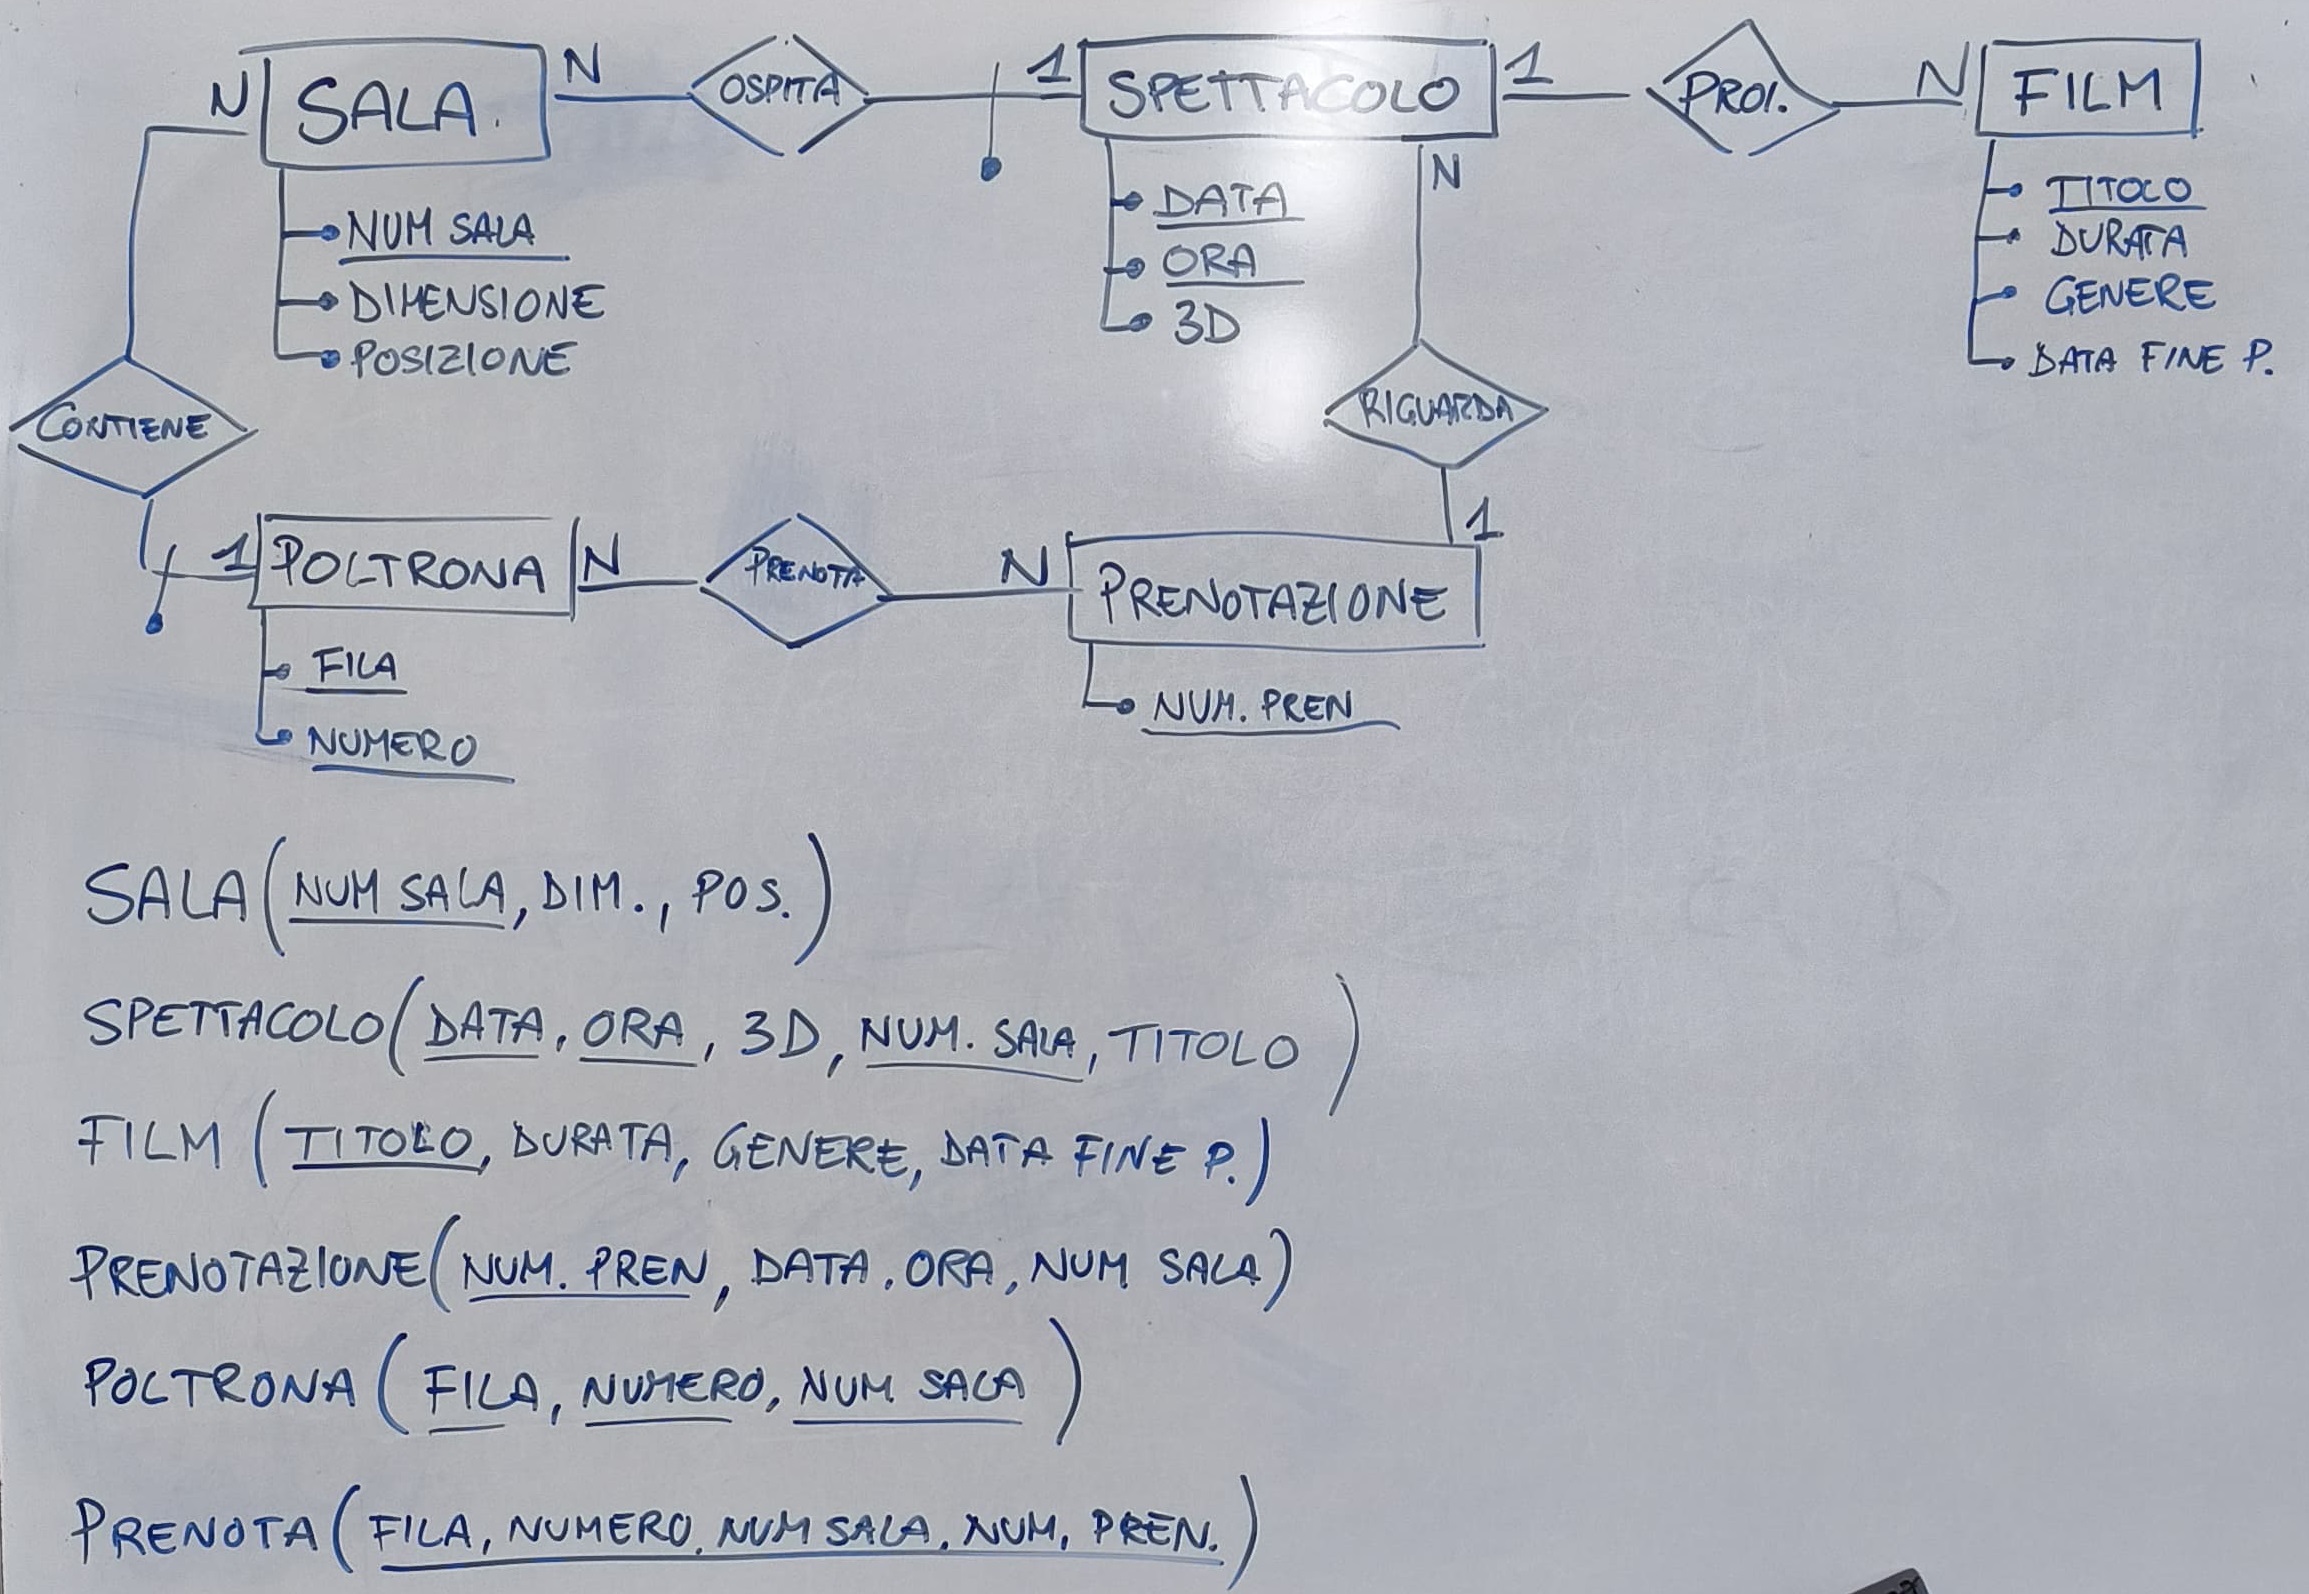 N SALA. N OSPITA 1 SPETTACOLO 1 PROI. N FILM
NUM SALA
DIMENSIONE
POSIZIONE
DATA
ORA
3D
N
TITOLO
DURATA
GENERE
DATA FINE P.
CONTIENE
RIGUARDA
1
1 POLTRONA N PRENOTA N PRENOTAZIONE
FILA
NUMERO
NUM. PREN
SALA (NUM SALA, DIM., POS.)
SPETTACOLO (DATA, ORA, 3D, NUM. SALA, TITOLO)
FILM (TITOLO, DURATA, GENERE, DATA FINE P.)
PRENOTAZIONE (NUM. PREN, DATA, ORA, NUM SALA)
POLTRONA (FILA, NUMERO, NUM SALA)
PRENOTA (FILA, NUMERO, NUM SALA, NUM. PREN.)